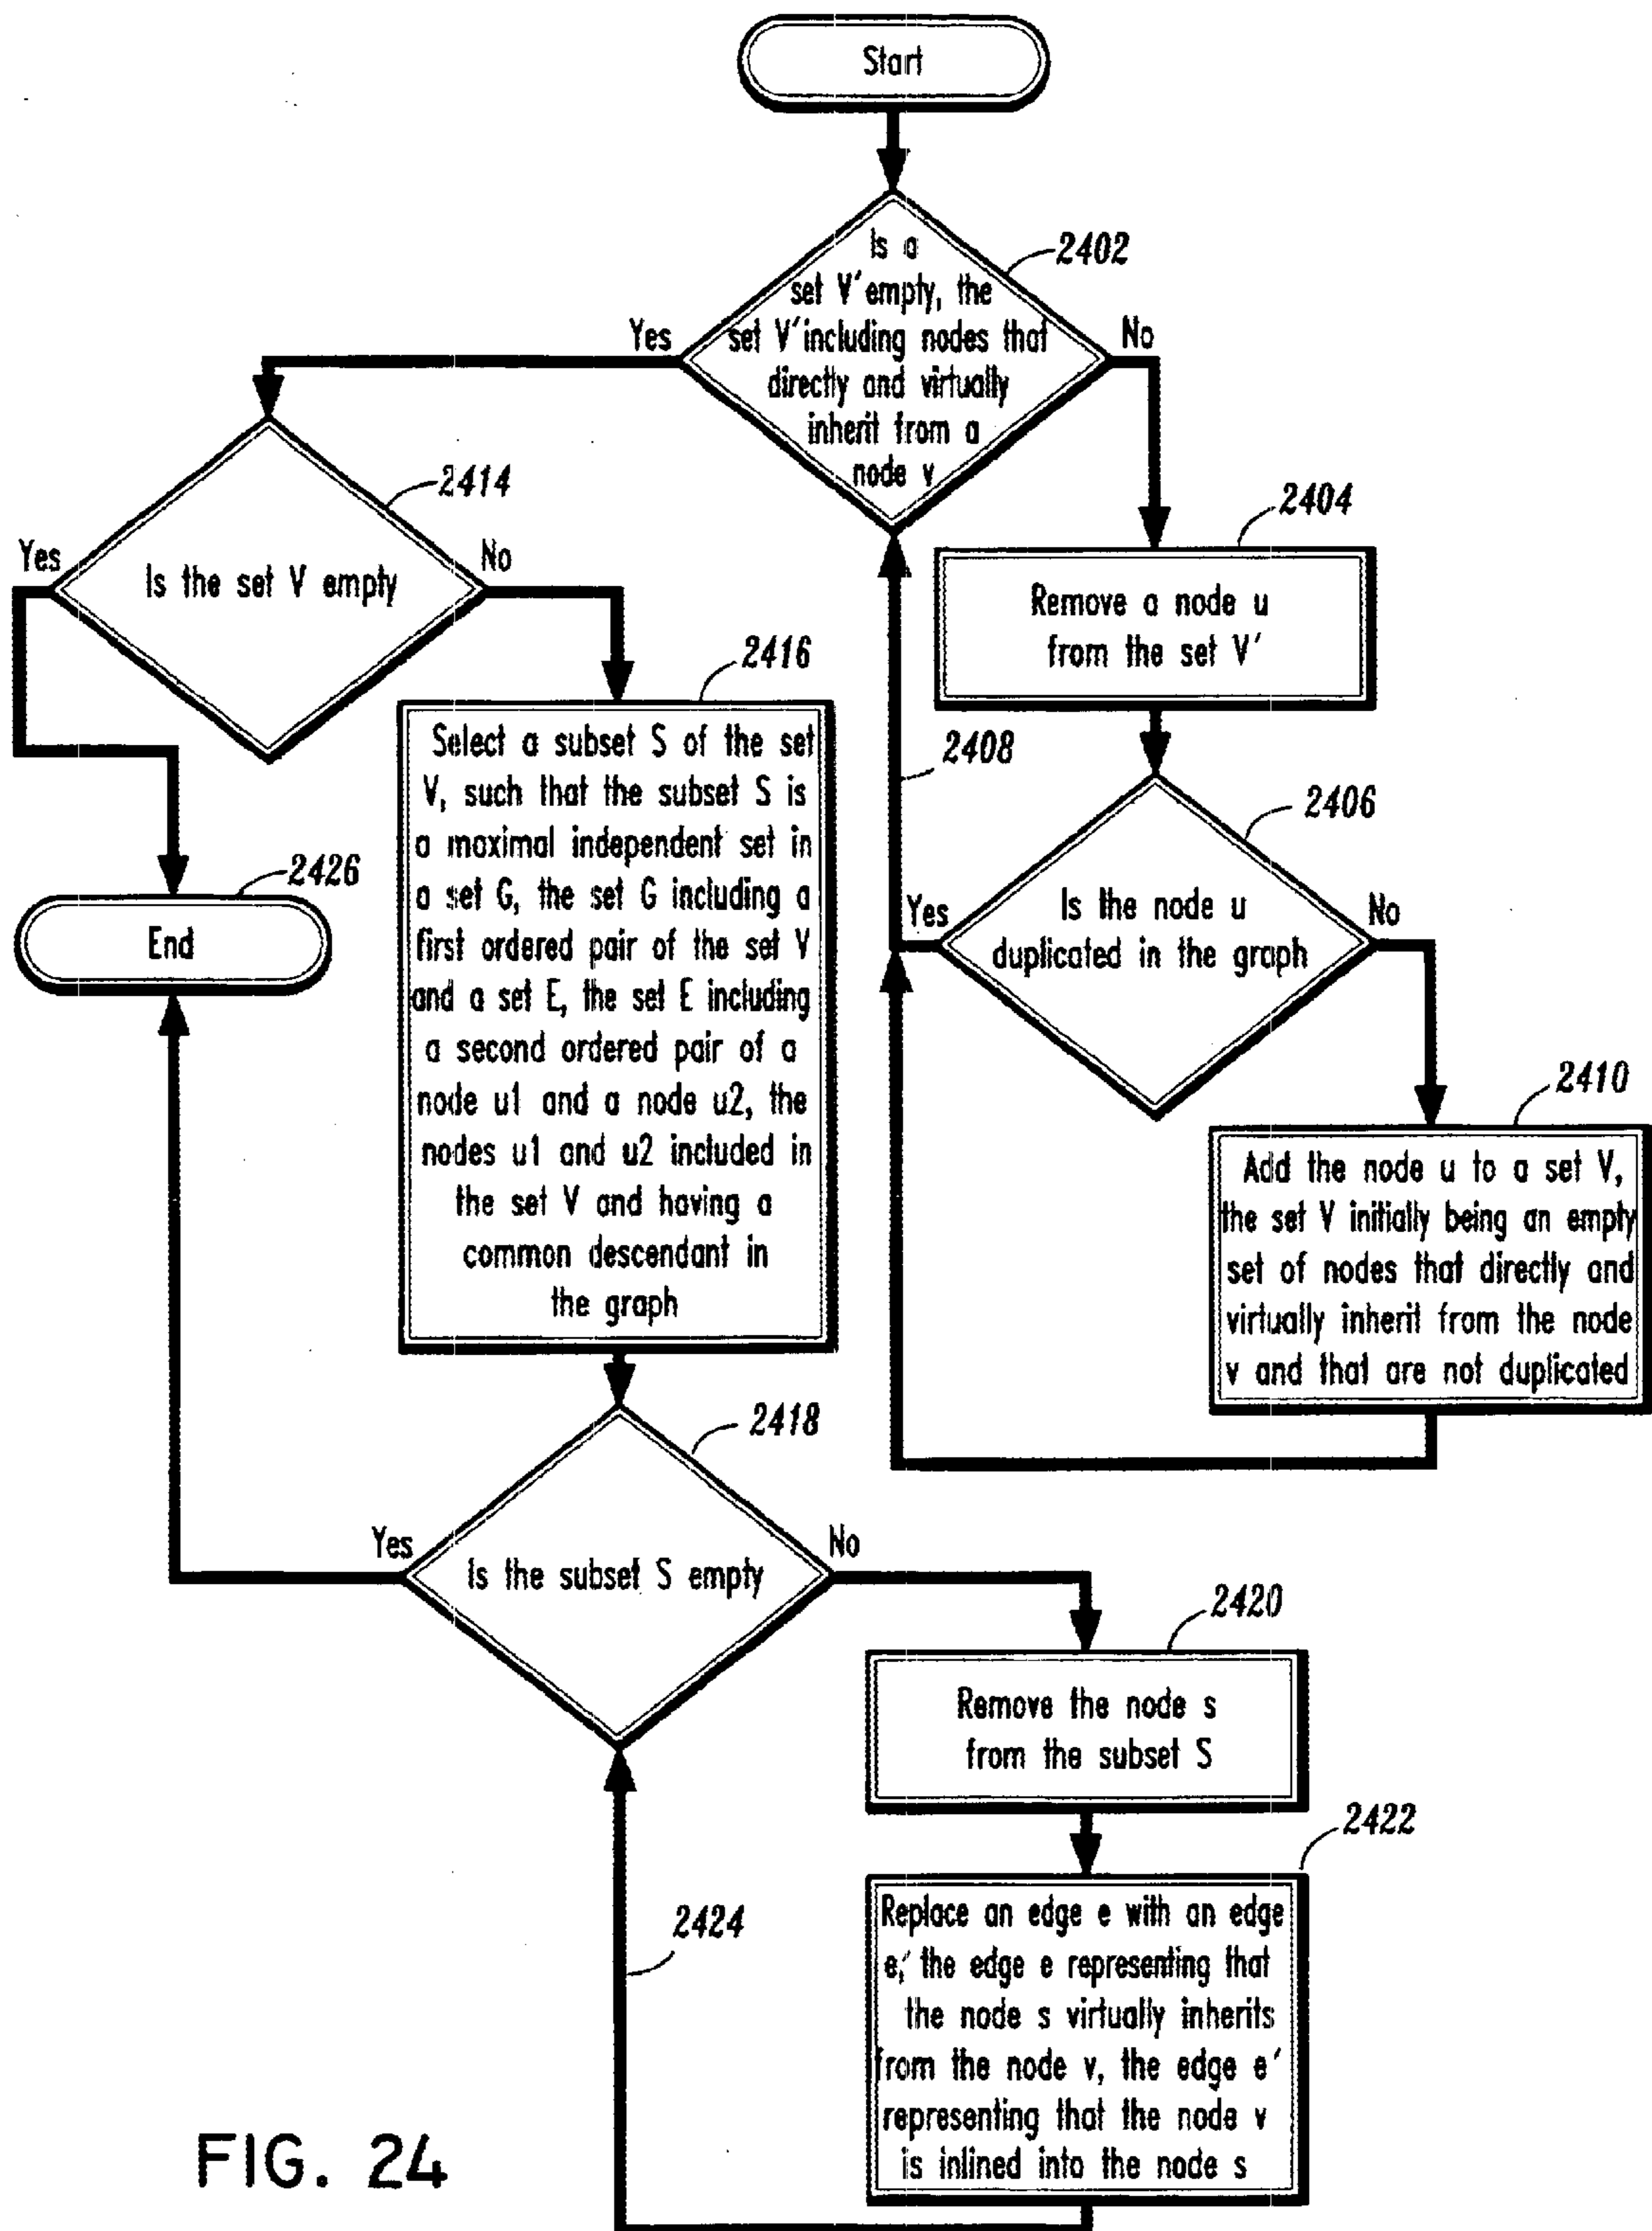 Start
Is a
set V′ empty, the
set V′ including nodes that
directly and virtually
inherit from a
node v
2402
Yes
No
2414
Is the set V empty
Yes
No
2404
Remove a node u
from the set V′
2416
Select a subset S of the set
V, such that the subset S is
a maximal independent set in
a set G, the set G including a
first ordered pair of the set V
and a set E, the set E including
a second ordered pair of a
node u1 and a node u2, the
nodes u1 and u2 included in
the set V and having a
common descendant in
the graph
2408
2406
Is the node u
duplicated in the graph
Yes
No
2426
End
2410
Add the node u to a set V,
the set V initially being an empty
set of nodes that directly and
virtually inherit from the node
v and that are not duplicated
2418
Is the subset S empty
Yes
No
2420
Remove the node s
from the subset S
2422
Replace an edge e with an edge
e,′ the edge e representing that
the node s virtually inherits
from the node v, the edge e′
representing that the node v
is inlined into the node s
2424
FIG. 24